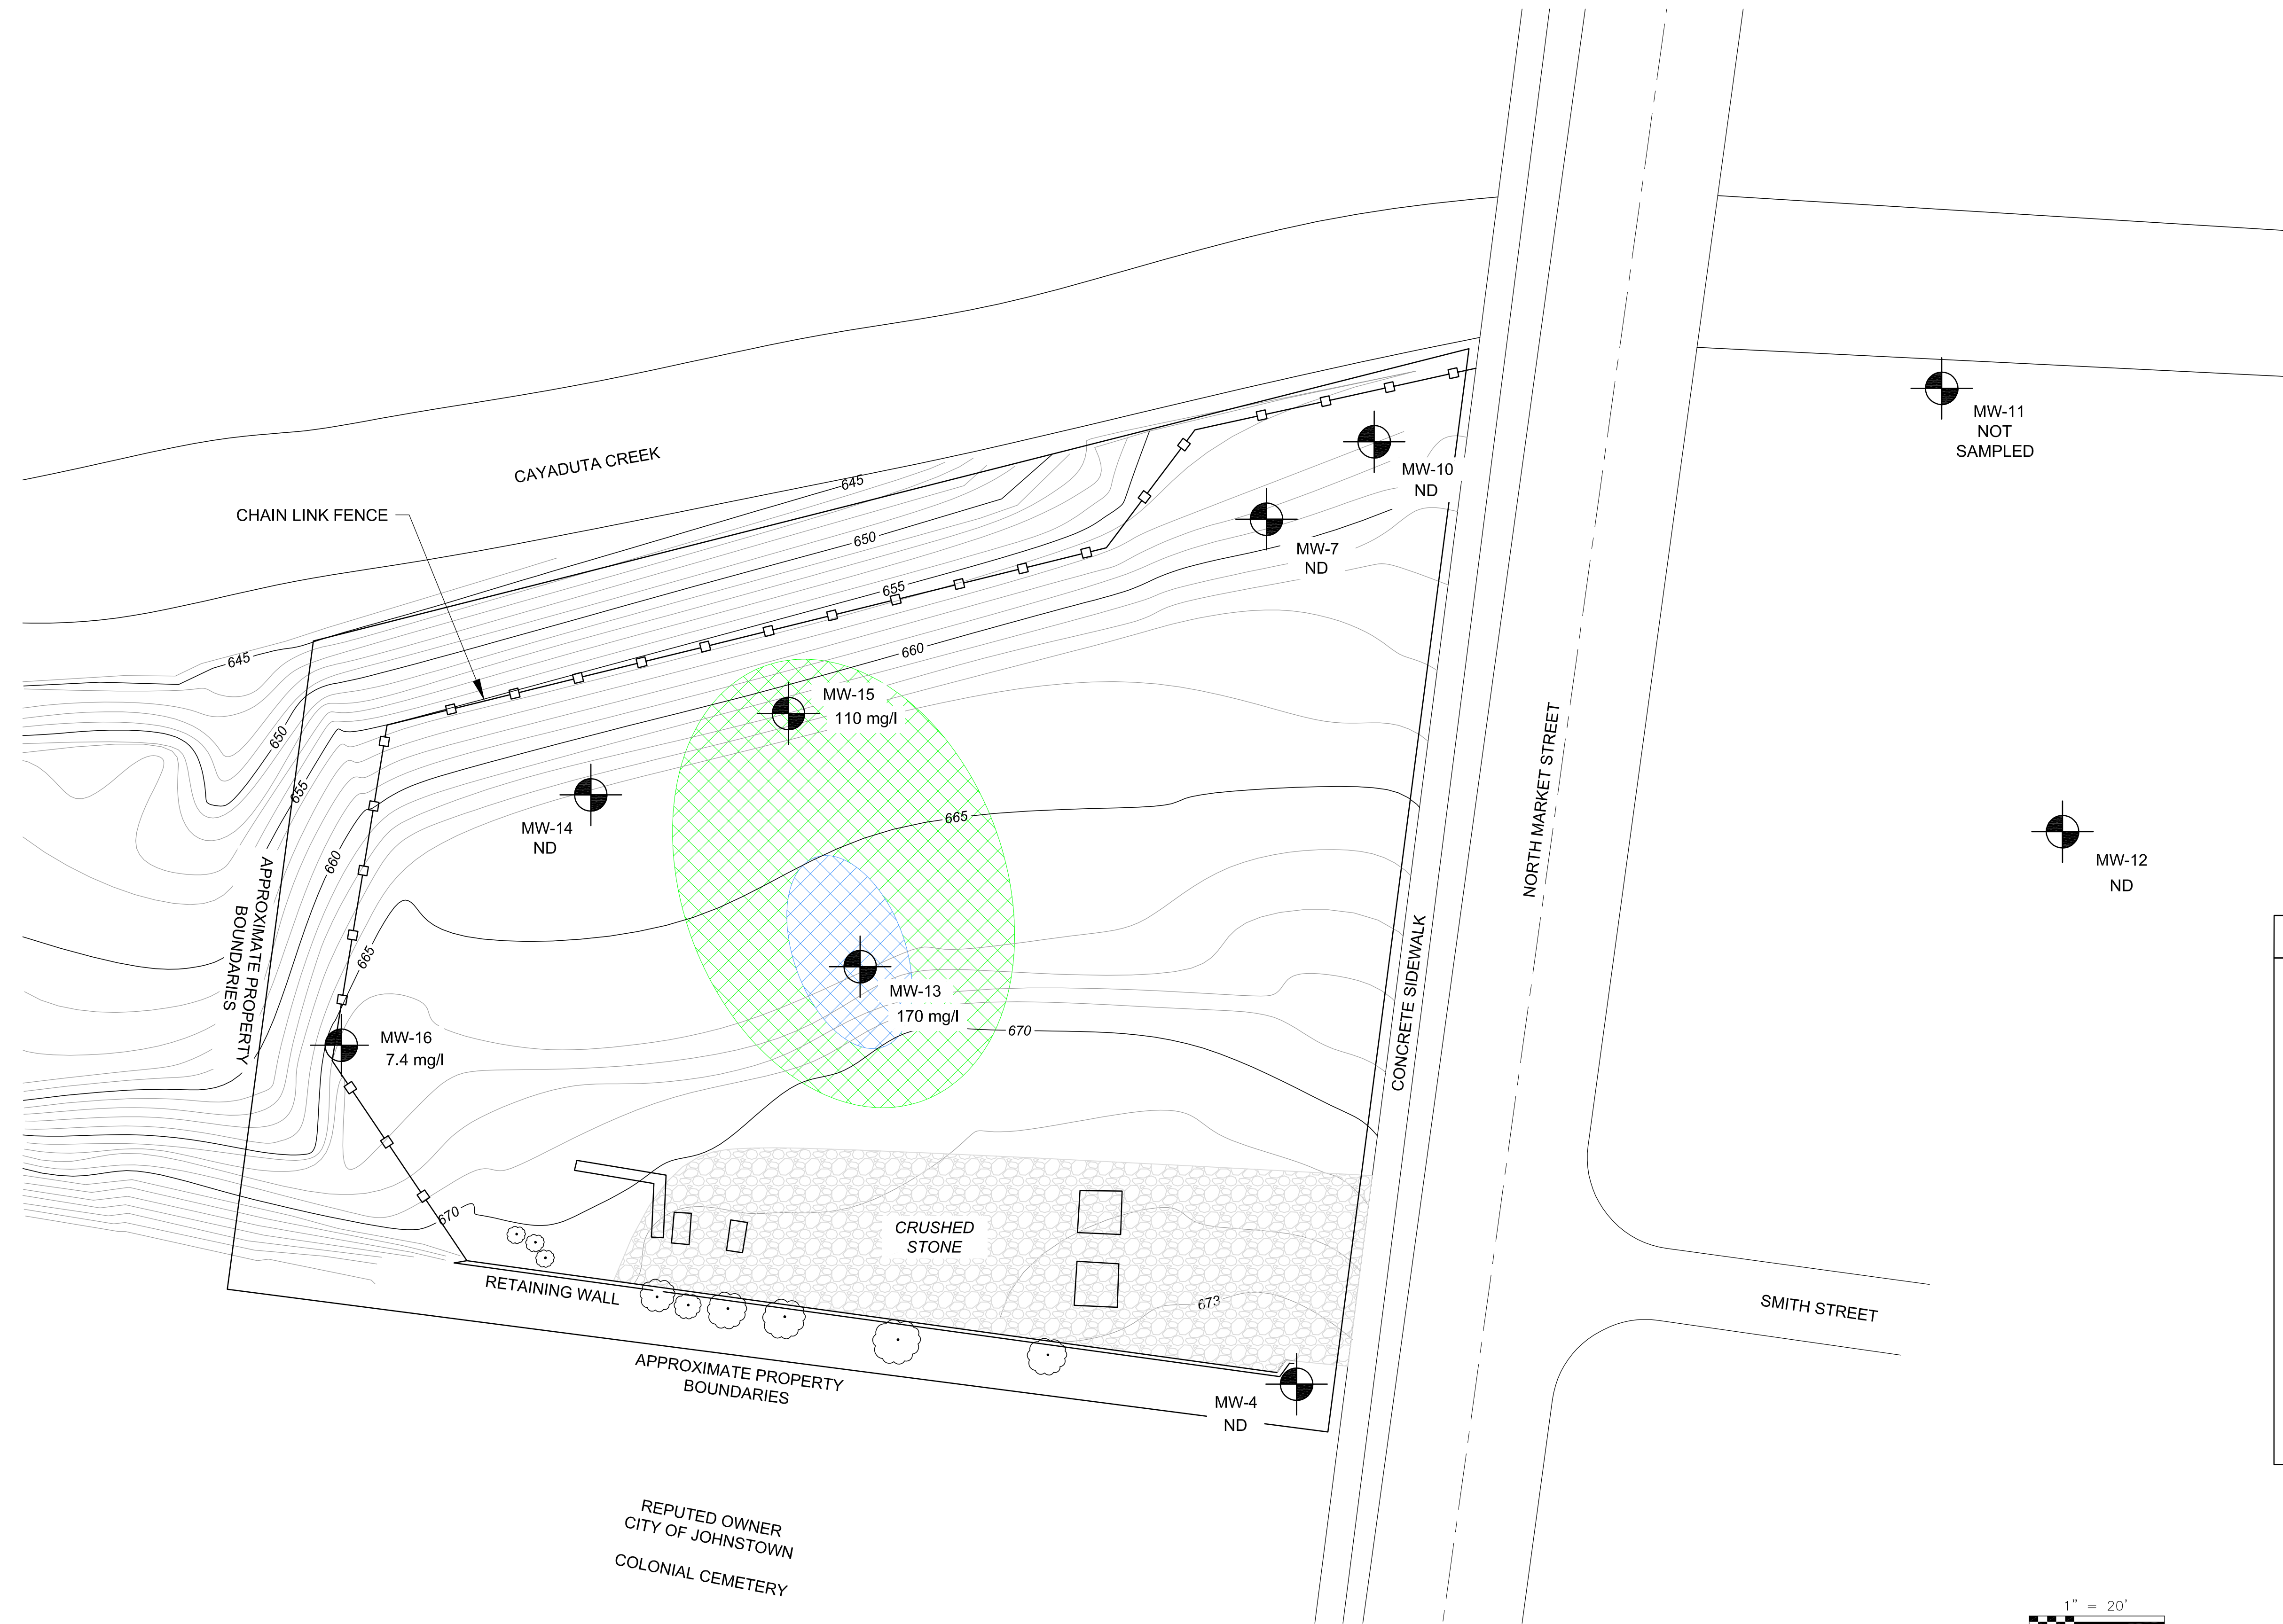 MW-11
NOT
SAMPLED
CAYADUTA CREEK
MW-10
ND
645
CHAIN LINK FENCE
650
MW-7
ND
655
660
645
MW-15
110 mg/l
650
655
NORTH MARKET STREET
665
MW-14
ND
MW-12
ND
660
APPROXIMATE PROPERTY
BOUNDARIES
665
CONCRETE SIDEWALK
MW-13
170 mg/l
670
MW-16
7.4 mg/l
670
CRUSHED
STONE
RETAINING WALL
673
SMITH STREET
APPROXIMATE PROPERTY
BOUNDARIES
MW-4
ND
REPUTED OWNER
CITY OF JOHNSTOWN
COLONIAL CEMETERY
1" = 20'